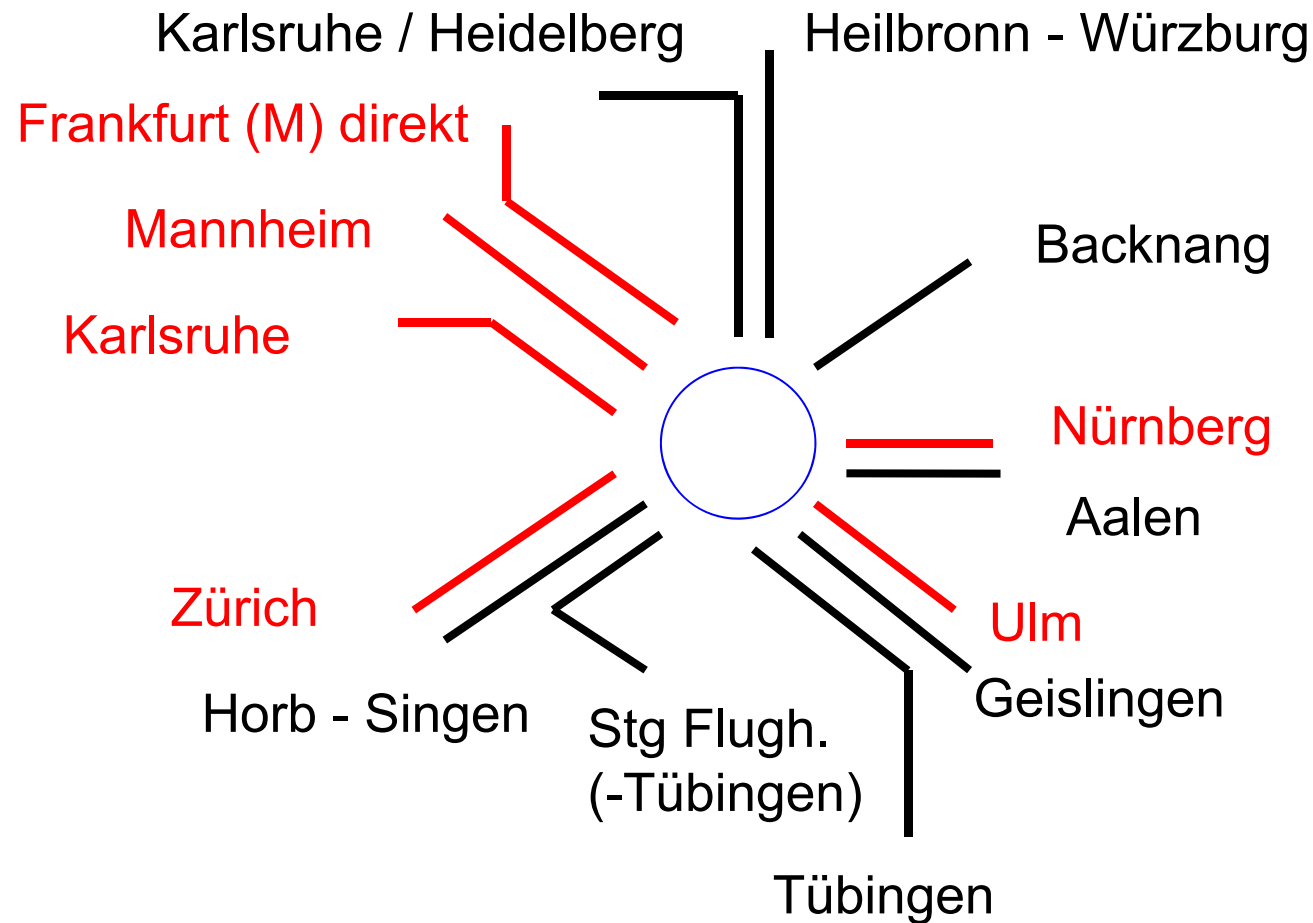 Karlsruhe / Heidelberg
Heilbronn - Würzburg
Frankfurt (M) direkt
Mannheim
Backnang
Karlsruhe
Nürnberg
Aalen
Zürich
Ulm
Geislingen
Horb - Singen
Stg Flugh.
(-Tübingen)
Tübingen